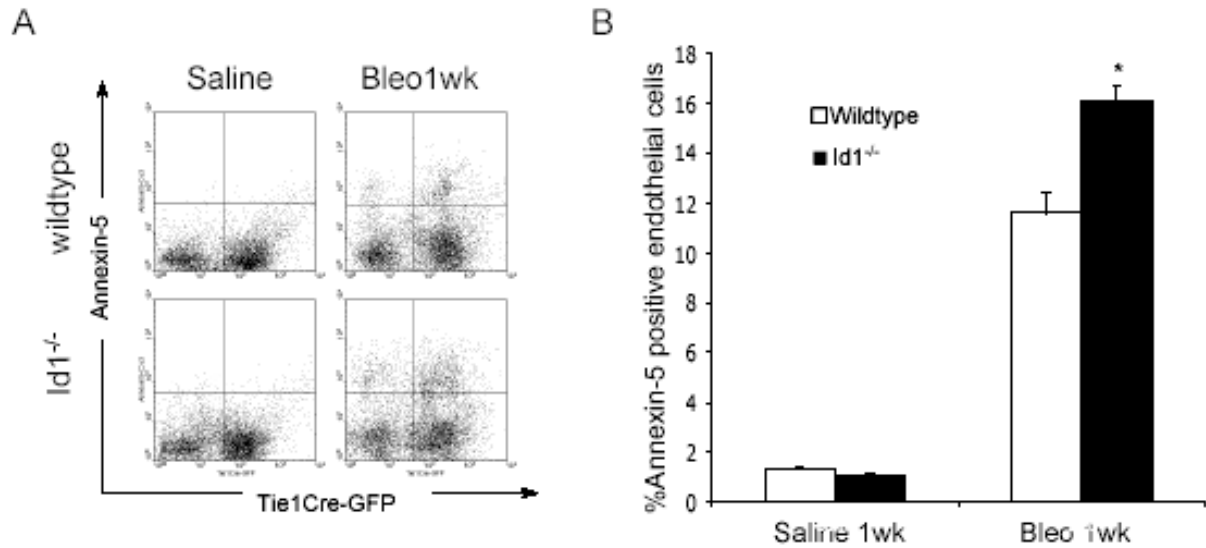 A
Saline
Bleo1wk
wildtype
Id1-/-
Annexin-5
Tie1Cre-GFP
B
%Annexin-5 positive endothelial cells
18
16
14
12
10
8
6
4
2
0
*
Wildtype
Id1-/-
Saline 1wk
Bleo 1wk